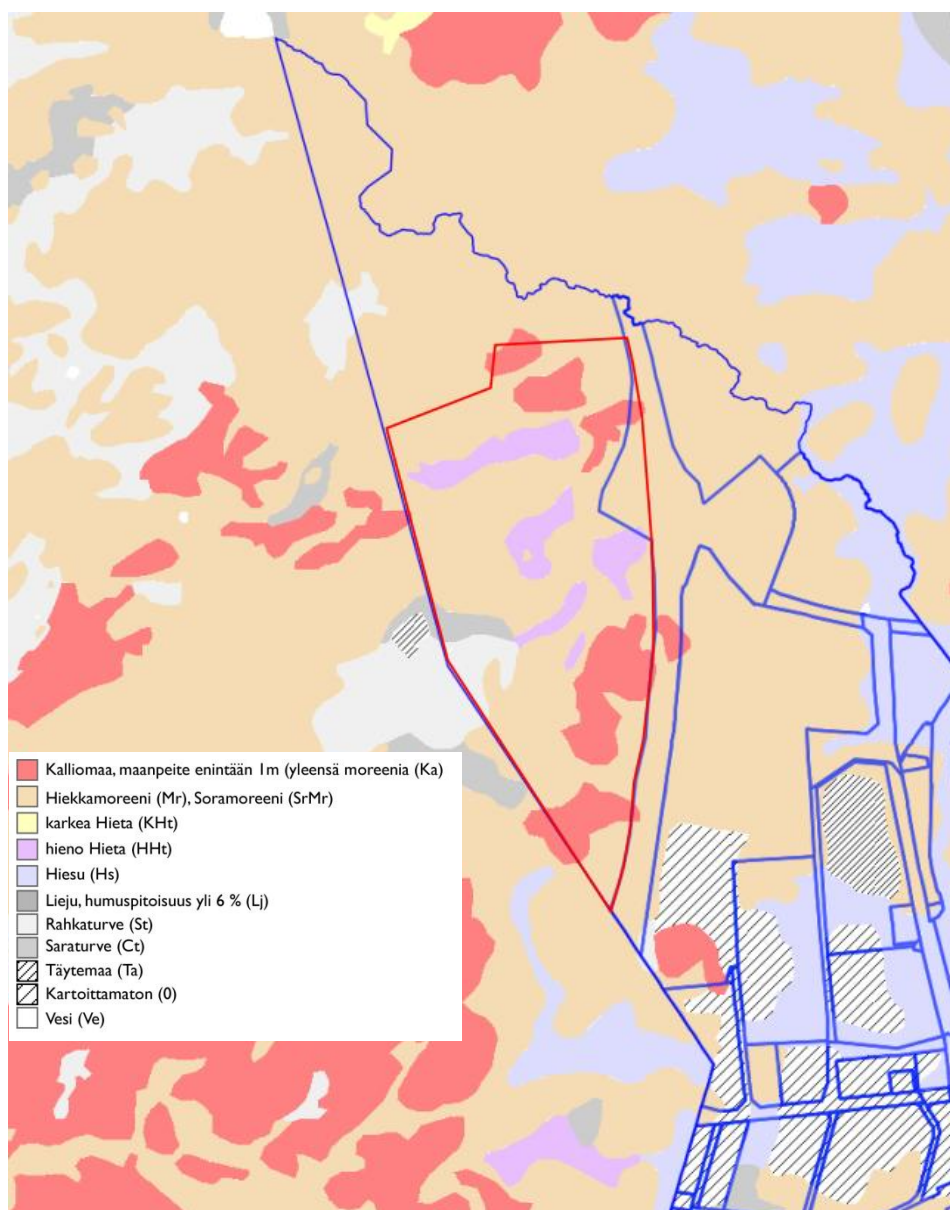 Kalliomaa, maanpeite enintään 1m (yleensä moreenia (Ka)
Hiekkamoreeni (Mr), Soramoreeni (SrMr)
karkea Hieta (KHt)
hieno Hieta (HHt)
Hiesu (Hs)
Lieju, humuspitoisuus yli 6 % (Lj)
Rahkaturve (St)
Saraturve (Ct)
Täytemaa (Ta)
Kartoittamaton (0)
Vesi (Ve)